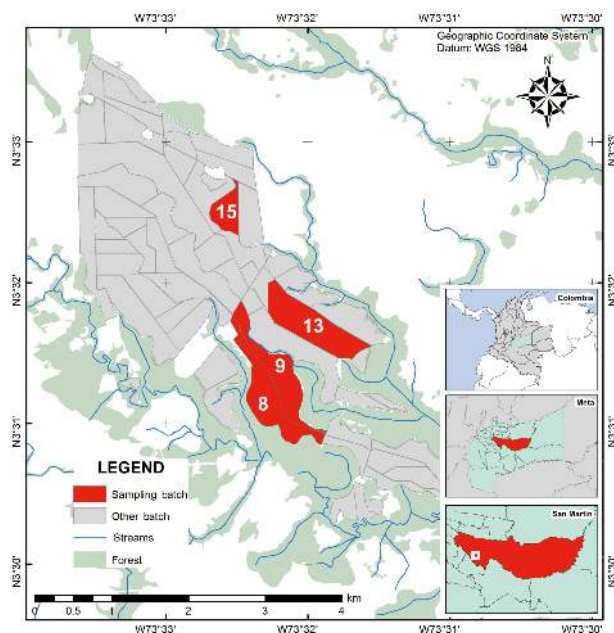 W73°33' W73°32' W73°31' W73°30'
Geographic Coordinate System
Datum: WGS 1984
N3°33' N3°33'
15
N3°32' N3°32'
Colombia
13
9
8
Meta
N3°31' N3°31'
LEGEND
Sampling batch
Other batch
Streams
Forest
San Martin
N3°30' N3°30'
km
0 0.5 1 2 3 4
W73°33' W73°32' W73°31' W73°30'